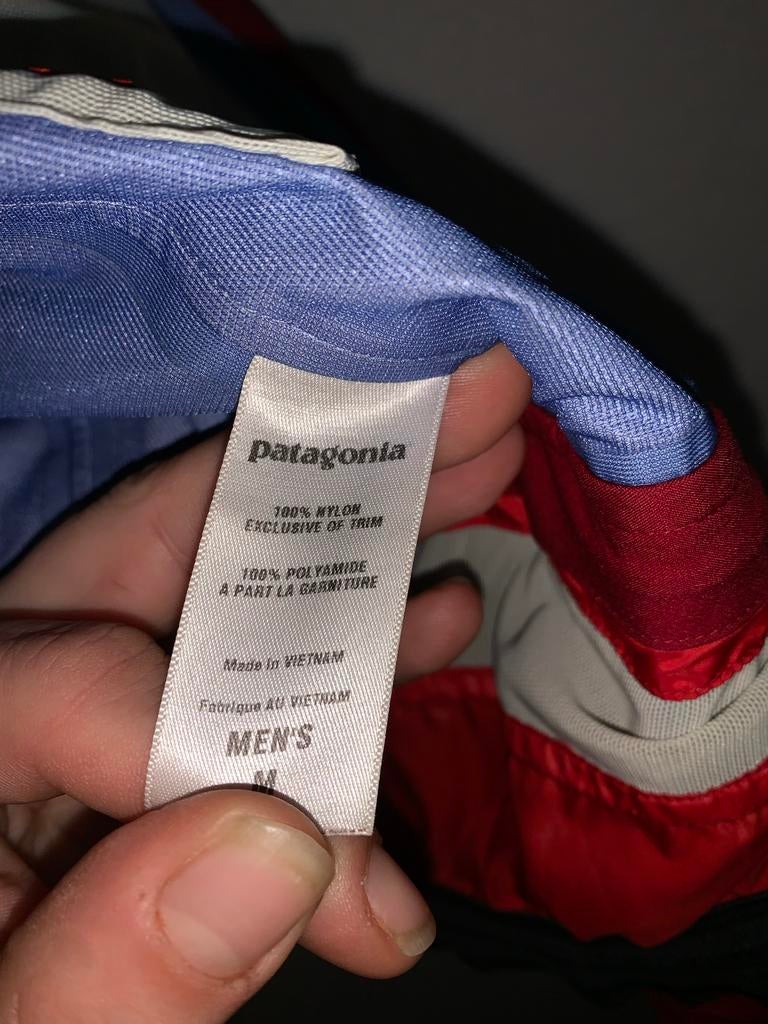 patagonia
100% NYLON
EXCLUSIVE OF TRIM
100% POLYAMIDE
A PART LA GARNITURE
Made in VIETNAM
Fabrique AU VIETNAM
MEN'S
M